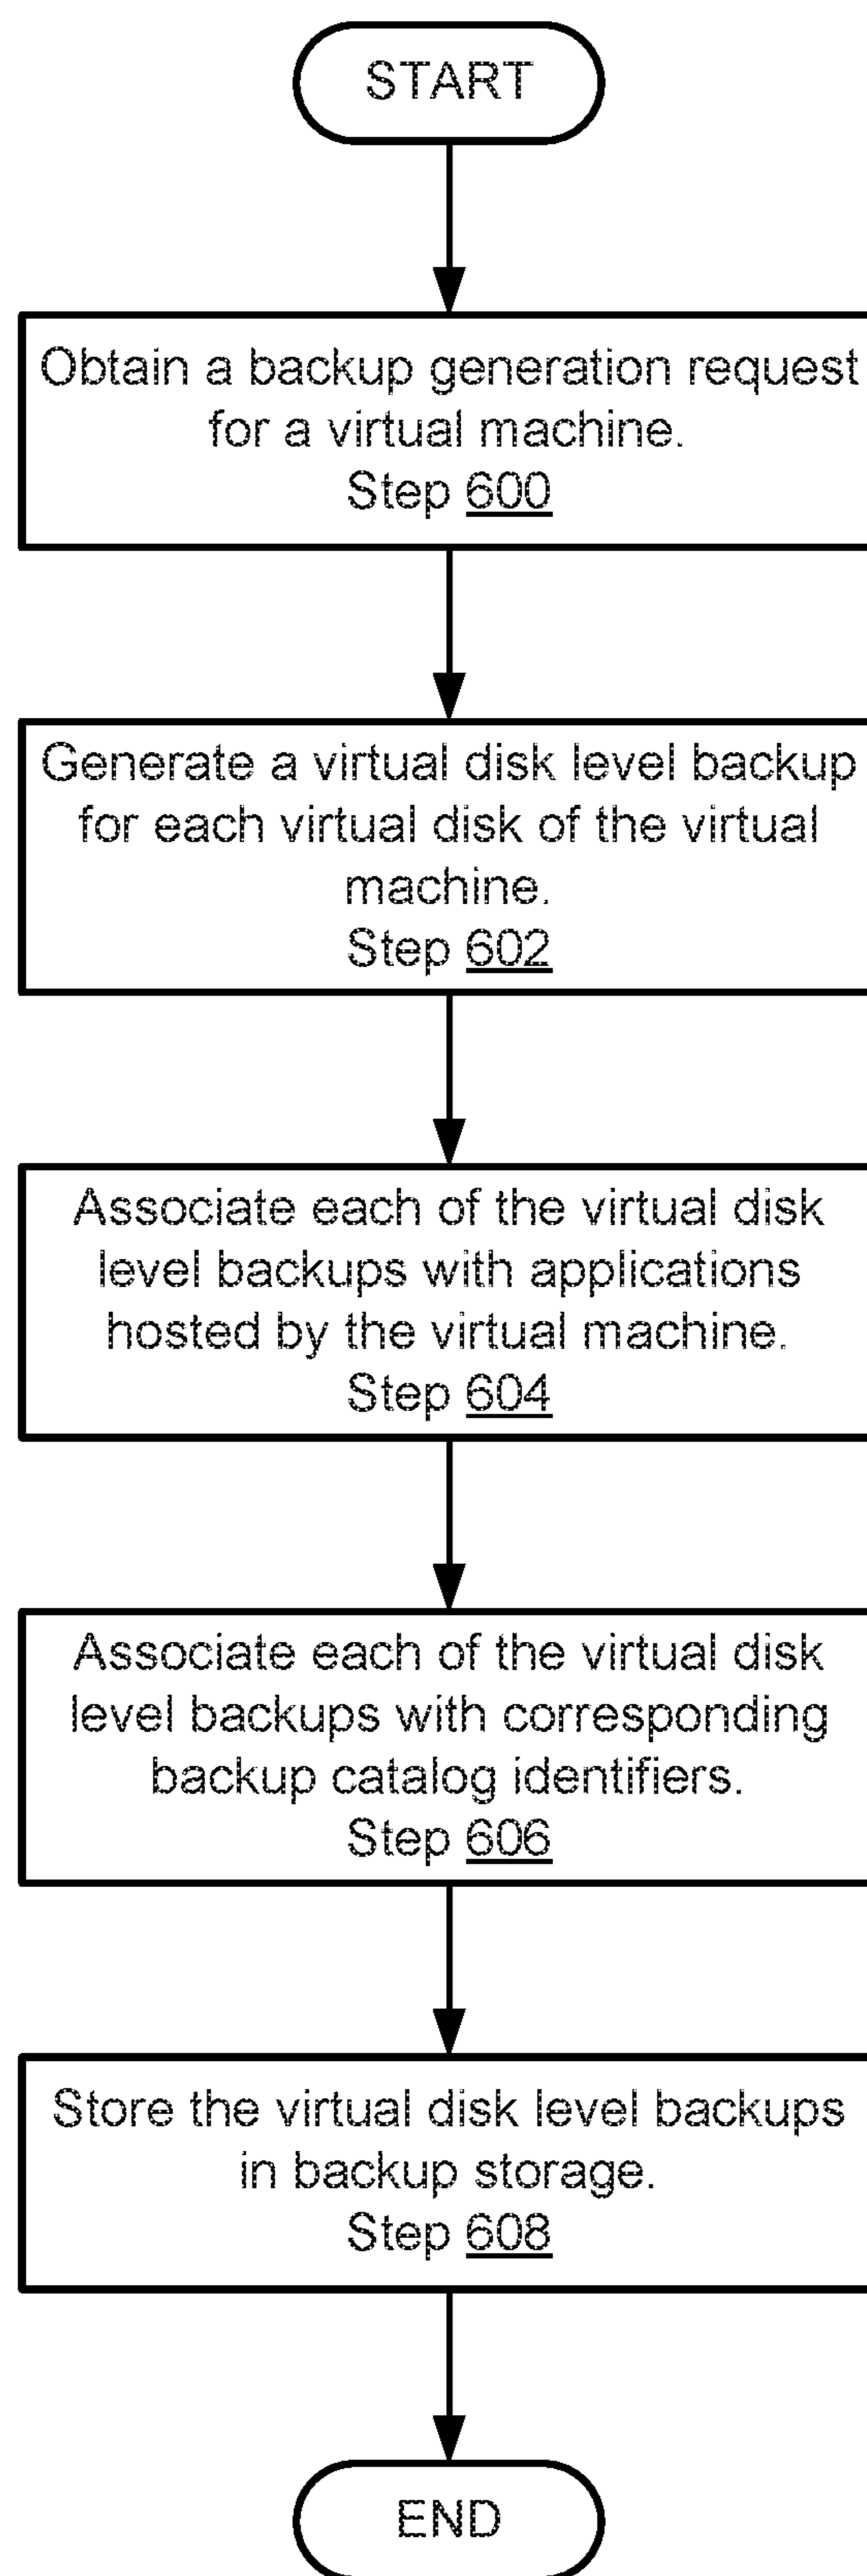 START
Obtain a backup generation request
for a virtual machine.
Step 600
Generate a virtual disk level backup
for each virtual disk of the virtual
machine.
Step 602
Associate each of the virtual disk
level backups with applications
hosted by the virtual machine.
Step 604
Associate each of the virtual disk
level backups with corresponding
backup catalog identifiers.
Step 606
Store the virtual disk level backups
in backup storage.
Step 608
END